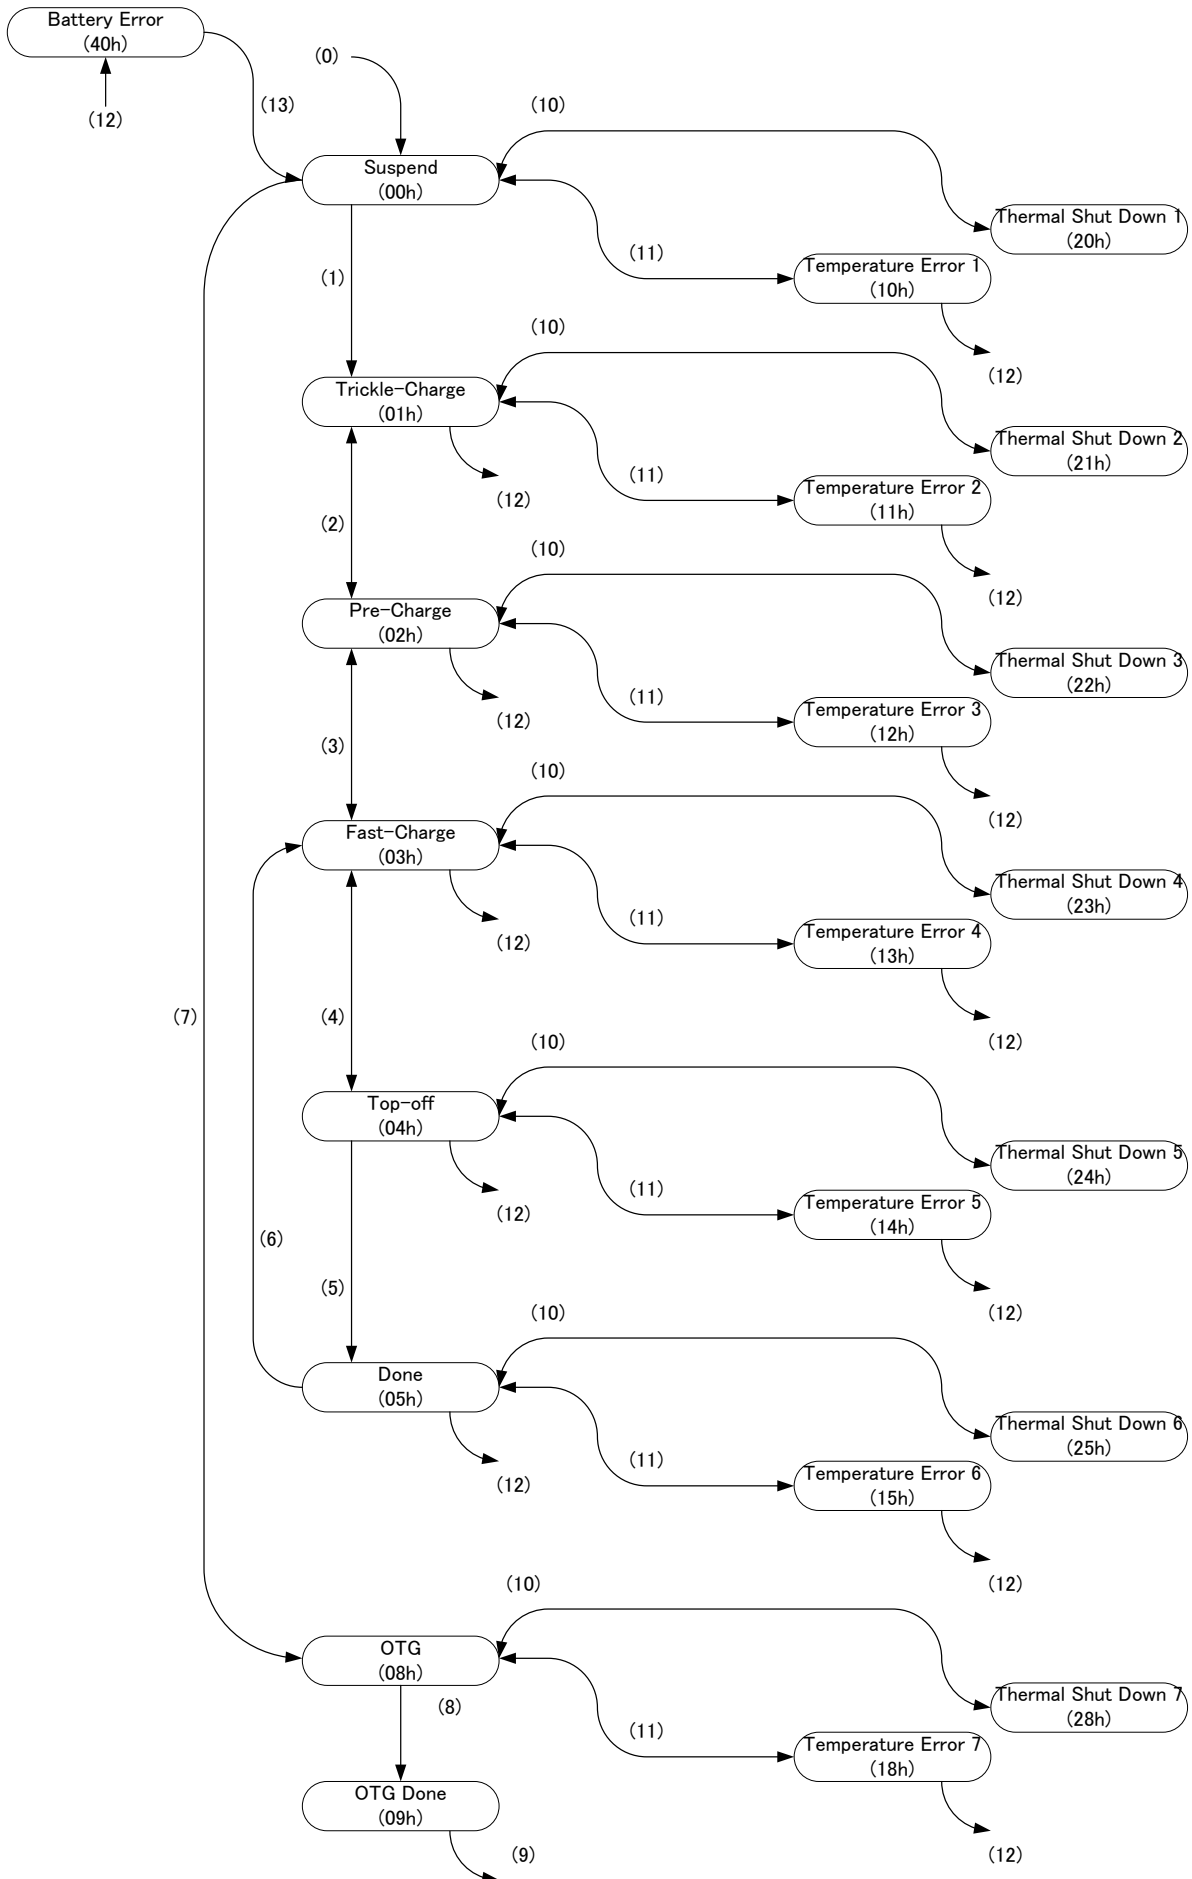 Battery Error
(40h)
(0)
(12)
(13)
(10)
Suspend
(00h)
Thermal Shut Down 1
(20h)
(11)
Temperature Error 1
(10h)
(1)
(12)
(10)
Trickle-Charge
(01h)
Thermal Shut Down 2
(21h)
(11)
Temperature Error 2
(11h)
(12)
(2)
(12)
(10)
Pre-Charge
(02h)
Thermal Shut Down 3
(22h)
(11)
Temperature Error 3
(12h)
(12)
(3)
(12)
(10)
Fast-Charge
(03h)
Thermal Shut Down 4
(23h)
(11)
Temperature Error 4
(13h)
(12)
(7)
(4)
(12)
(10)
Top-off
(04h)
Thermal Shut Down 5
(24h)
(11)
Temperature Error 5
(14h)
(12)
(6)
(5)
(12)
(10)
Done
(05h)
Thermal Shut Down 6
(25h)
(11)
Temperature Error 6
(15h)
(12)
(12)
(10)
OTG
(08h)
Thermal Shut Down 7
(28h)
(8)
(11)
Temperature Error 7
(18h)
OTG Done
(09h)
(9)
(12)